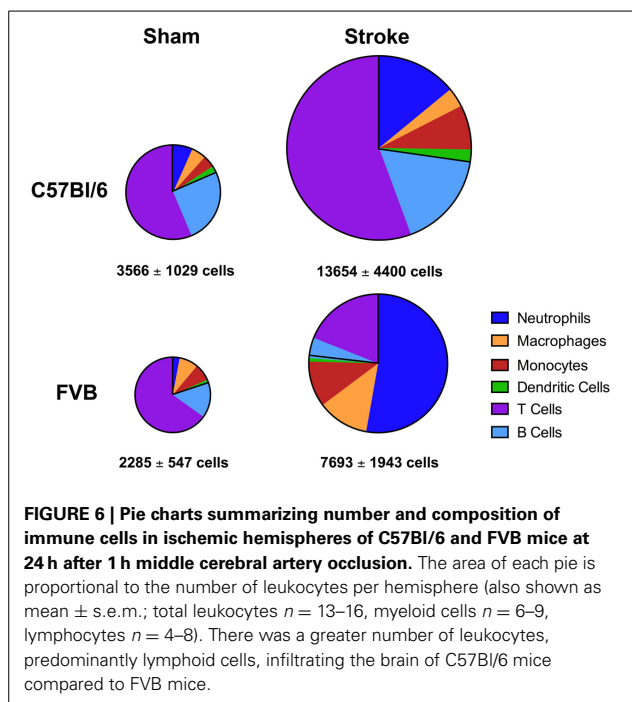 Sham Stroke
C57Bl/6
3566 ± 1029 cells 13654 ± 4400 cells
Neutrophils
Macrophages
Monocytes
Dendritic Cells
T Cells
B Cells
FVB
2285 ± 547 cells 7693 ± 1943 cells
FIGURE 6 | Pie charts summarizing number and composition of
immune cells in ischemic hemispheres of C57Bl/6 and FVB mice at
24 h after 1 h middle cerebral artery occlusion. The area of each pie is
proportional to the number of leukocytes per hemisphere (also shown as
mean ± s.e.m.; total leukocytes n = 13–16, myeloid cells n = 6–9,
lymphocytes n = 4–8). There was a greater number of leukocytes,
predominantly lymphoid cells, infiltrating the brain of C57Bl/6 mice
compared to FVB mice.